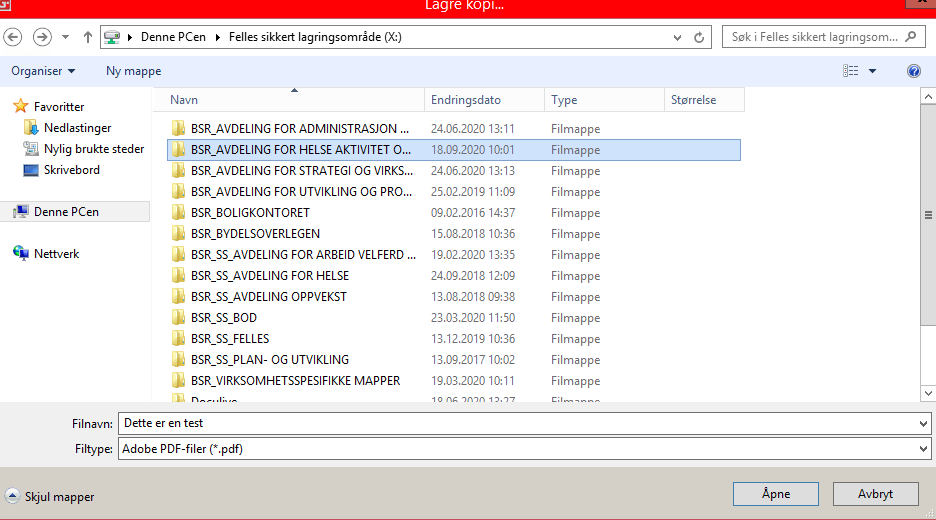 Lagre kopi...
Denne PCen Felles sikkert lagringsområde (X:)
Søk i Felles sikkert lagringsom...
Organiser Ny mappe
Navn Endringsdato Type Størrelse
Favoritter
Nedlastinger
Nylig brukte steder
Skrivebord
Denne PCen
Nettverk
BSR_AVDELING FOR ADMINISTRASJON ... 24.06.2020 13:11 Filmappe
BSR_AVDELING FOR HELSE AKTIVITET O... 18.09.2020 10:01 Filmappe
BSR_AVDELING FOR STRATEGI OG VIRKS... 24.06.2020 13:13 Filmappe
BSR_AVDELING FOR UTVIKLING OG PRO... 25.02.2019 11:09 Filmappe
BSR_BOLIGKONTORET 09.02.2016 14:37 Filmappe
BSR_BYDELSOVERLEGEN 15.08.2018 10:36 Filmappe
BSR_SS_AVDELING FOR ARBEID VELFERD ... 19.02.2020 13:35 Filmappe
BSR_SS_AVDELING FOR HELSE 24.09.2018 12:09 Filmappe
BSR_SS_AVDELING OPPVEKST 13.08.2018 09:38 Filmappe
BSR_SS_BOD 23.03.2020 11:50 Filmappe
BSR_SS_FELLES 13.12.2019 10:36 Filmappe
BSR_SS_PLAN- OG UTVIKLING 13.09.2017 10:02 Filmappe
BSR_VIRKSOMHETSSPESIFIKKE MAPPER 19.03.2020 10:11 Filmappe
Doculive 18.06.2020 13:27 Filmappe
Filnavn: Dette er en test
Filtype: Adobe PDF-filer (*.pdf)
Skjul mapper
Åpne Avbryt